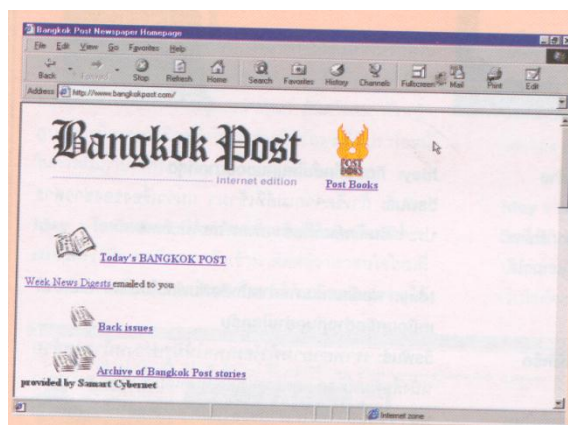 Bangkok Post Newspaper Homepage
File Edit View Go Favorites Help
Back Forward Stop Refresh Home Search Favorites History Channels Fullscreen Mail Print Edit
Address http://www.bangkokpost.com/
Bangkok Post
Internet edition
POST BOOKS
Post Books
Today's BANGKOK POST
Week News Digests emailed to you
Back issues
Archive of Bangkok Post stories
provided by Samart Cybernet
Internet zone